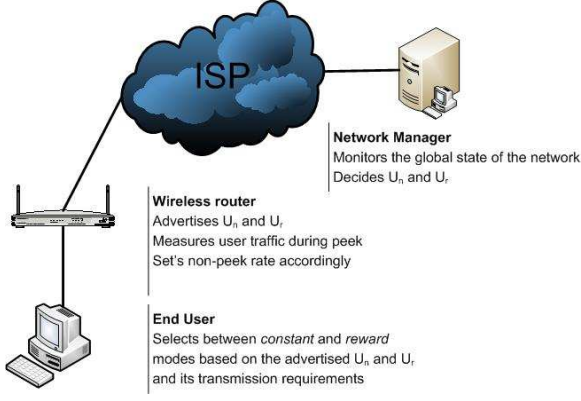 ISP
Network Manager
Monitors the global state of the network
Decides Un and Ur
Wireless router
Advertises Un and Ur
Measures user traffic during peek
Set's non-peek rate accordingly
End User
Selects between constant and reward
modes based on the advertised Un and Ur
and its transmission requirements